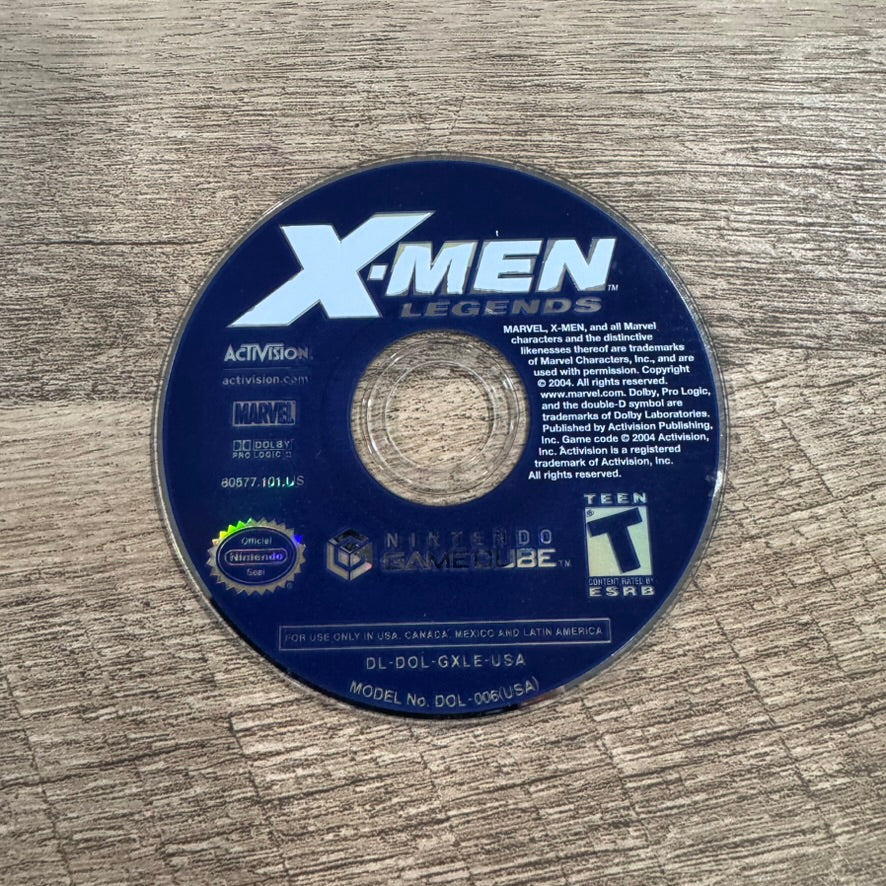 X-MEN™
LEGENDS
ACTIVISION.
activision.com
MARVEL
DOLBY
PRO LOGIC II
80577.101.US
MARVEL, X-MEN, and all Marvel
characters and the distinctive
likenesses thereof are trademarks
of Marvel Characters, Inc., and are
used with permission. Copyright
© 2004. All rights reserved.
www.marvel.com. Dolby, Pro Logic,
and the double-D symbol are
trademarks of Dolby Laboratories.
Published by Activision Publishing,
Inc. Game code © 2004 Activision,
Inc. Activision is a registered
trademark of Activision, Inc.
All rights reserved.
Official
Nintendo
Seal
®
NINTENDO
GAMECUBE™
TEEN
T
®
CONTENT RATED BY
ESRB
FOR USE ONLY IN USA, CANADA, MEXICO AND LATIN AMERICA
DL-DOL-GXLE-USA
MODEL No. DOL-006(USA)